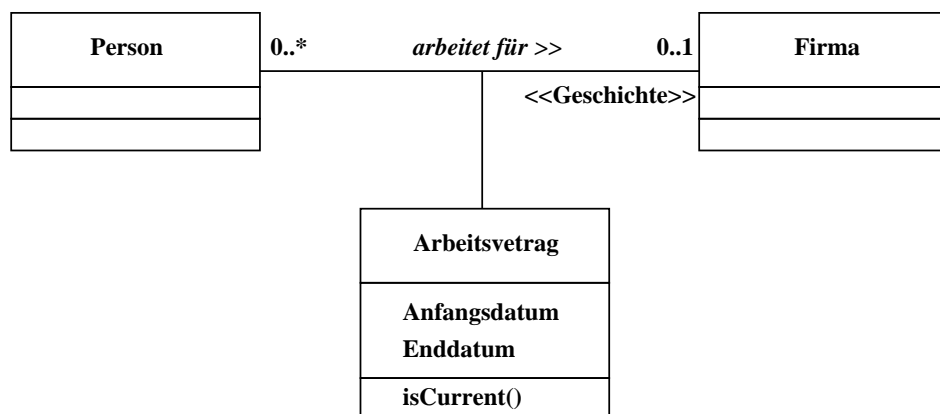 Person
0..*
arbeitet für >>
0..1
Firma
<<Geschichte>>
Arbeitsvetrag
Anfangsdatum
Enddatum
isCurrent()